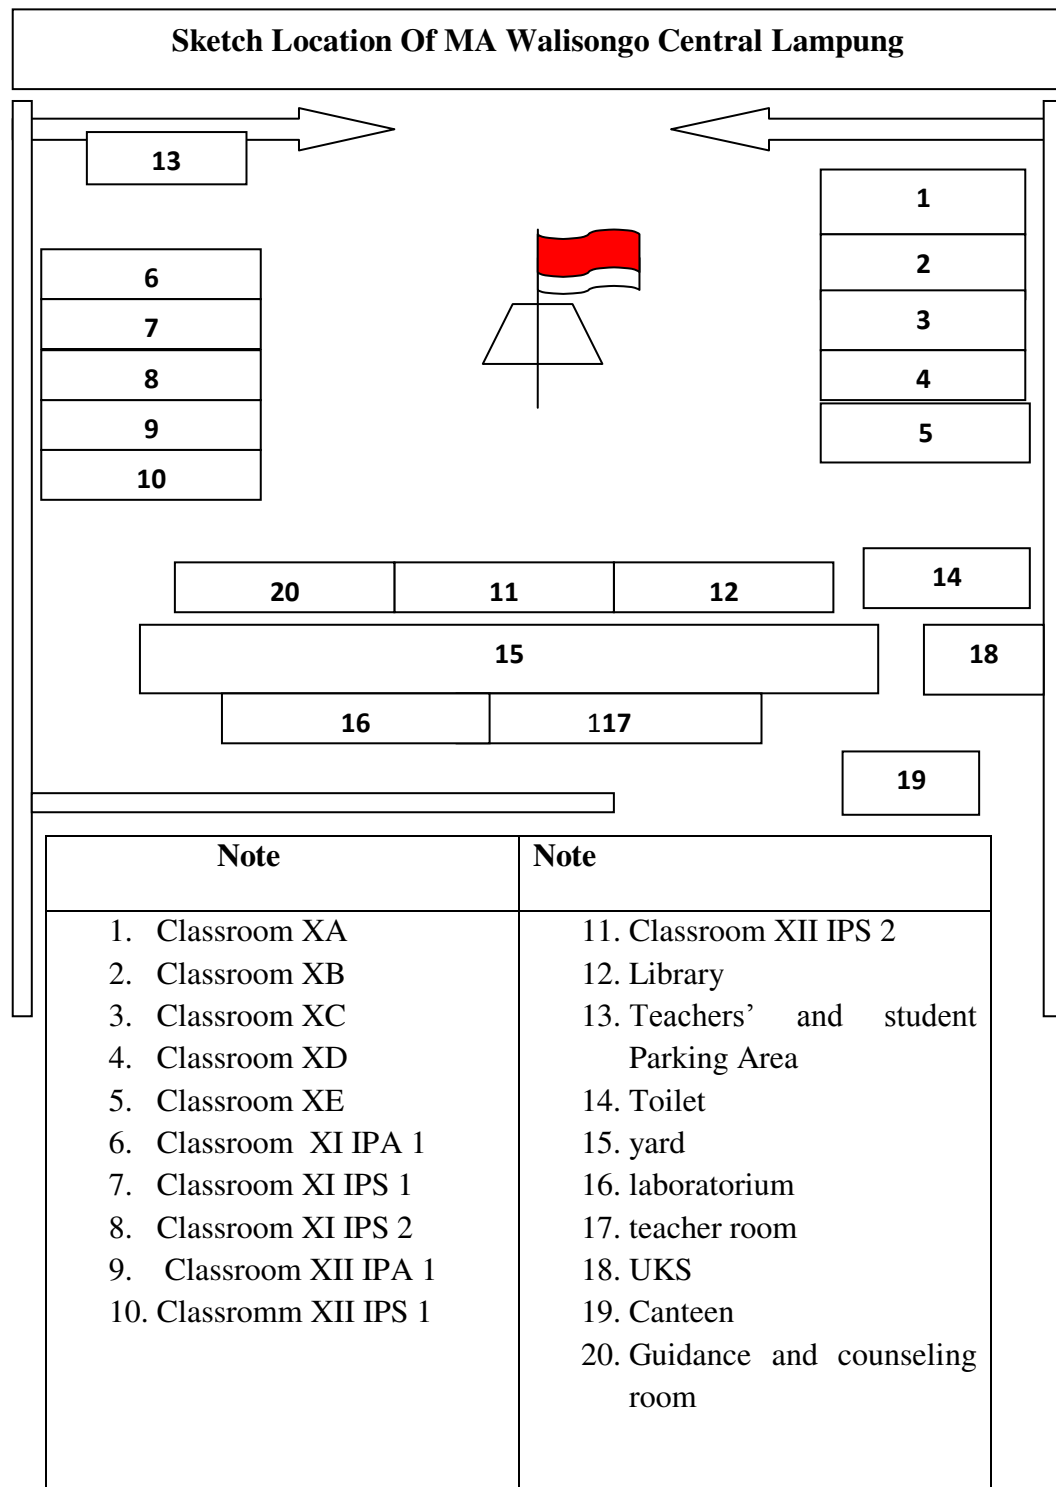 Sketch Location Of MA Walisongo Central Lampung
13
1
2
3
4
5
6
7
8
9
10
20
11
12
14
15
18
16
117
19
Note
1. Classroom XA
2. Classroom XB
3. Classroom XC
4. Classroom XD
5. Classroom XE
6. Classroom XI IPA 1
7. Classroom XI IPS 1
8. Classroom XI IPS 2
9. Classroom XII IPA 1
10. Classromm XII IPS 1
Note
11. Classroom XII IPS 2
12. Library
13. Teachers’ and student
Parking Area
14. Toilet
15. yard
16. laboratorium
17. teacher room
18. UKS
19. Canteen
20. Guidance and counseling
room